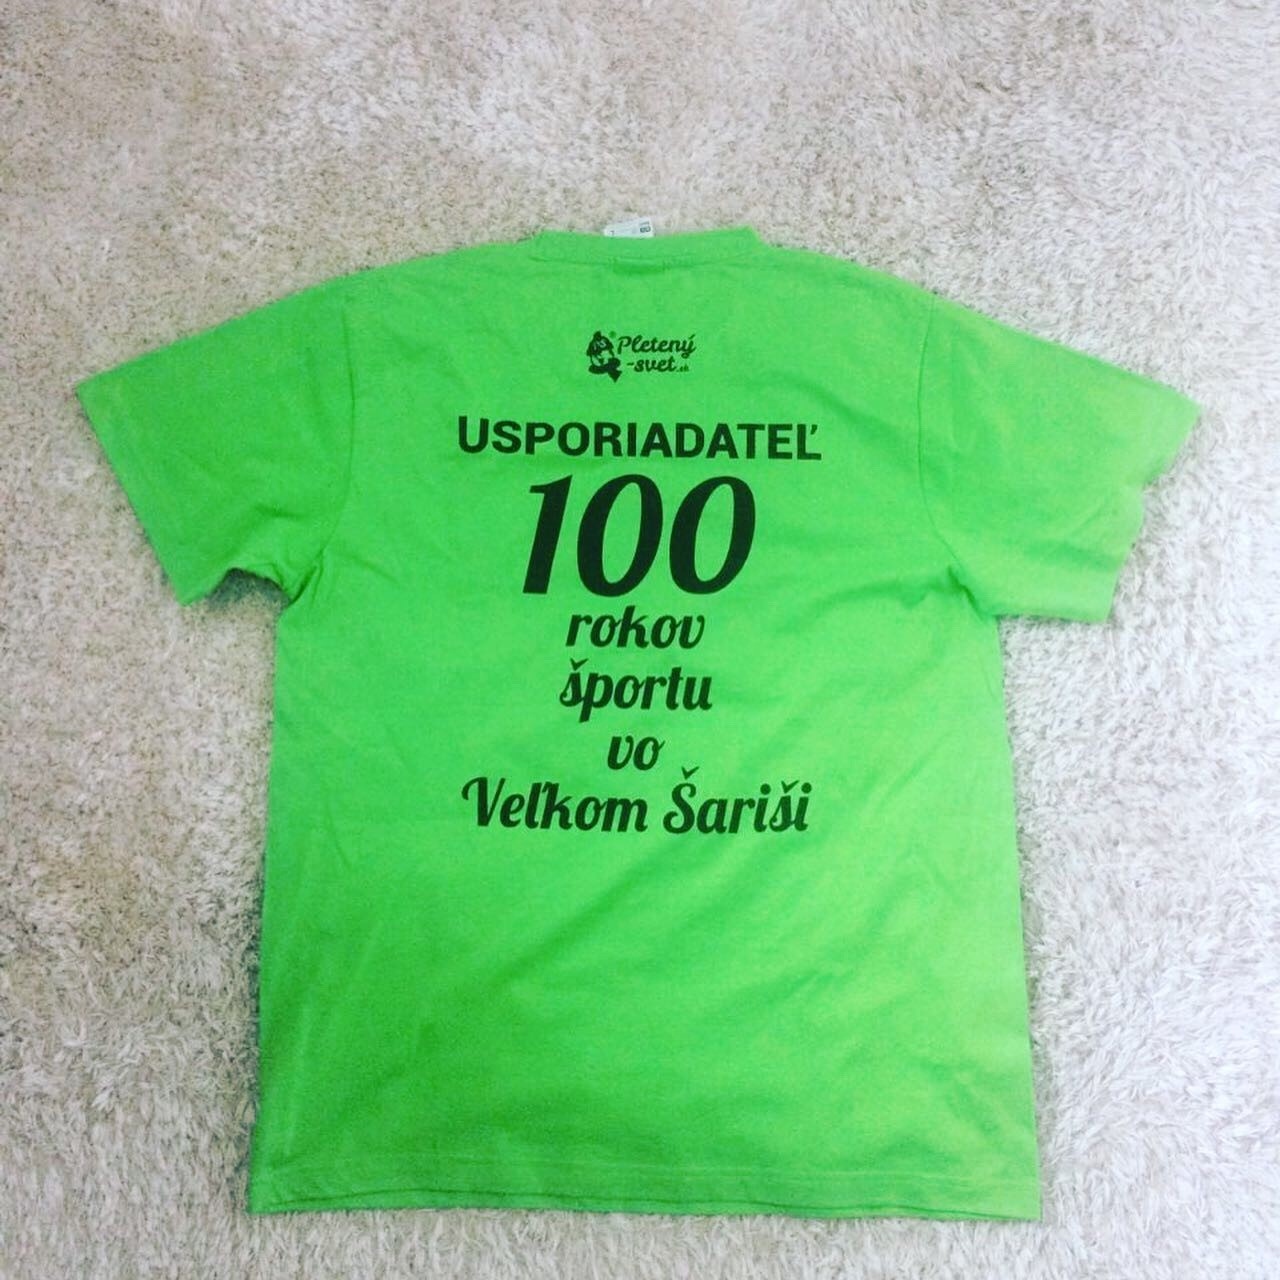 Pletený
-svet.sk
USPORIADATEĽ
100
rokov
športu
vo
Veľkom Šariši